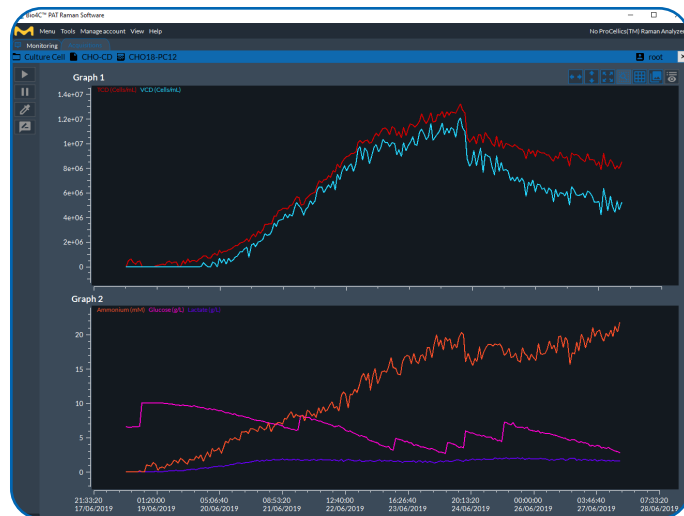 Bio4C™ PAT Raman Software
Menu Tools Manage account View Help
No ProCellics(TM) Raman Analyzer
Monitoring
Culture Cell CHO-CD CHO18-PC12
root
Graph 1
TCD (Cells/mL) VCD (Cells/mL)
1.4e+07
1.2e+07
1e+07
8e+06
6e+06
4e+06
2e+06
0
Graph 2
Ammonium (mM) Glucose (g/L) Lactate (g/L)
20
15
10
5
0
21:33:20 01:20:00 05:06:40 08:53:20 12:40:00 16:26:40 20:13:20 00:00:00 03:46:40 07:33:20
17/06/2019 19/06/2019 20/06/2019 21/06/2019 22/06/2019 23/06/2019 24/06/2019 26/06/2019 27/06/2019 28/06/2019